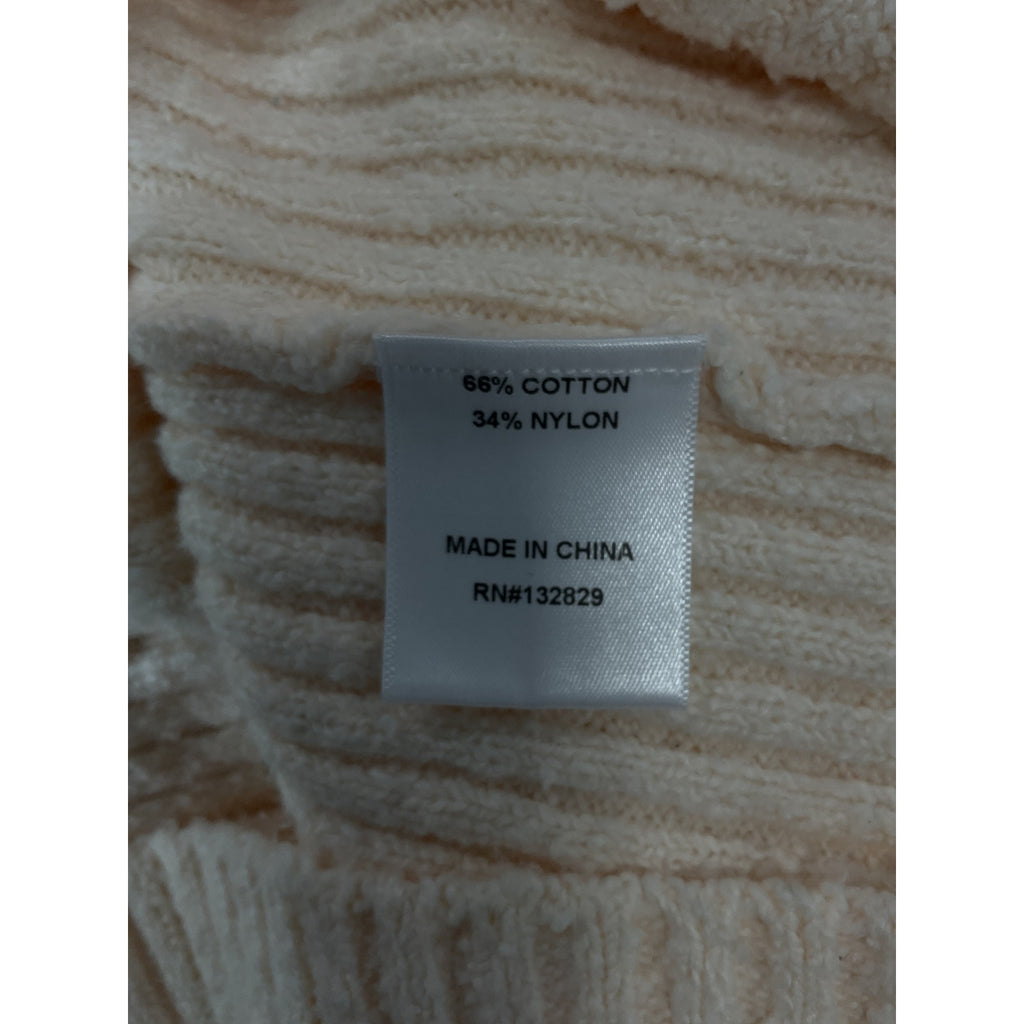 66% COTTON
34% NYLON
MADE IN CHINA
RN#132829